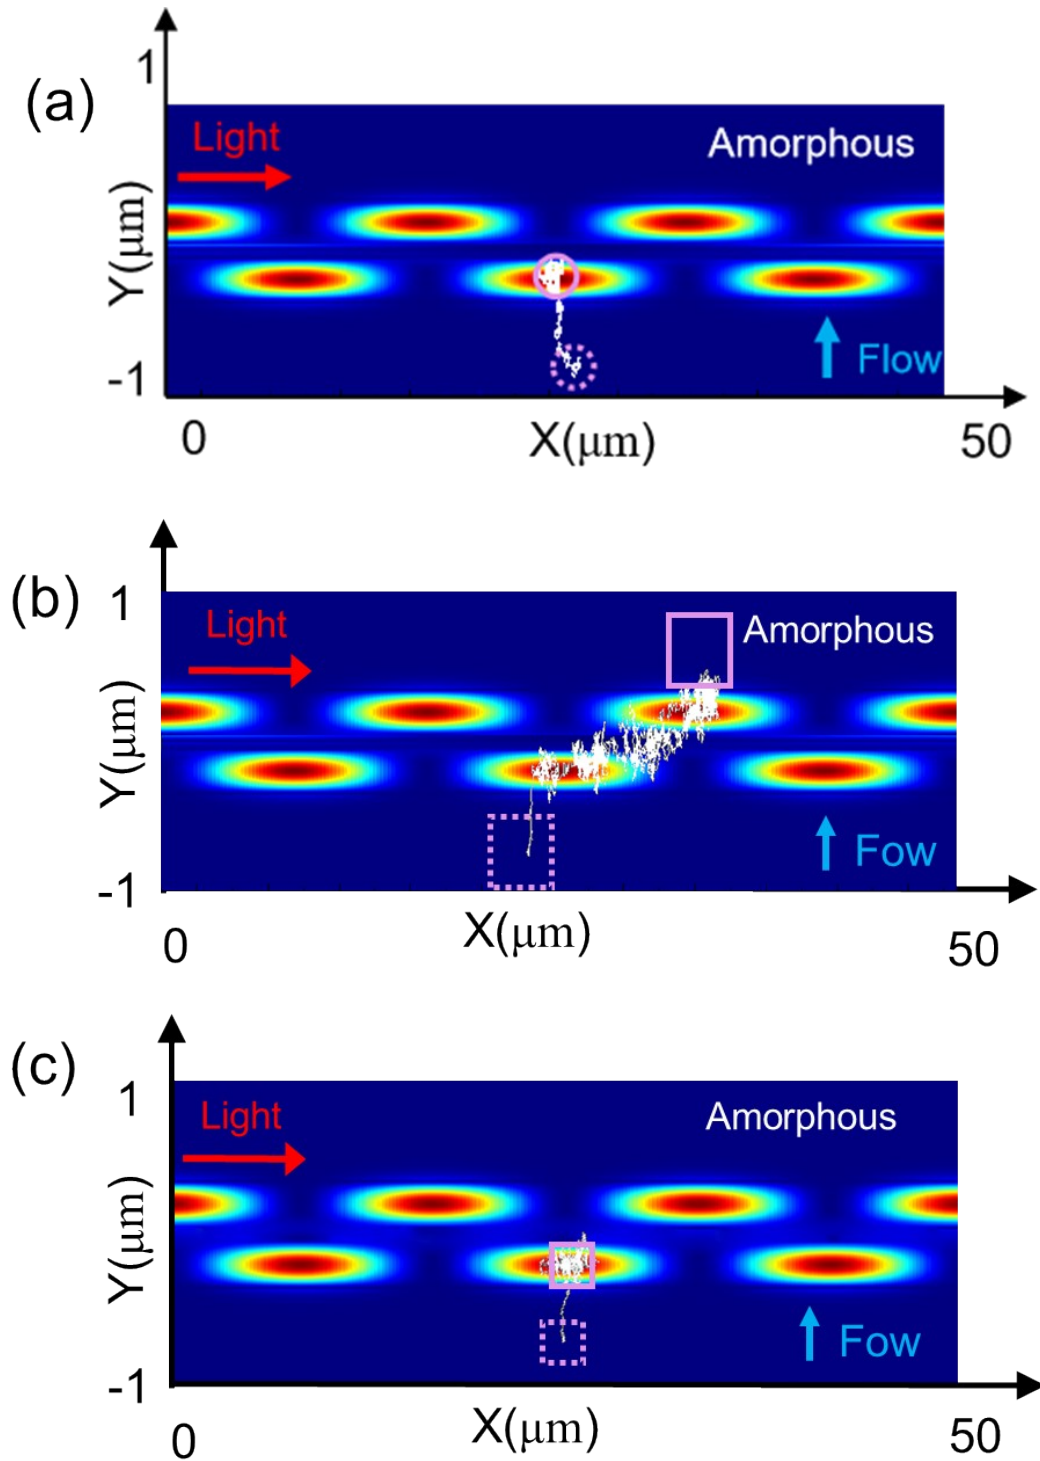 (a)
1
Light
Amorphous
Y(μm)
Flow
-1
0
X(μm)
50
(b)
1
Light
Amorphous
Y(μm)
Fow
-1
0
X(μm)
50
(c)
1
Light
Amorphous
Y(μm)
Fow
-1
0
X(μm)
50